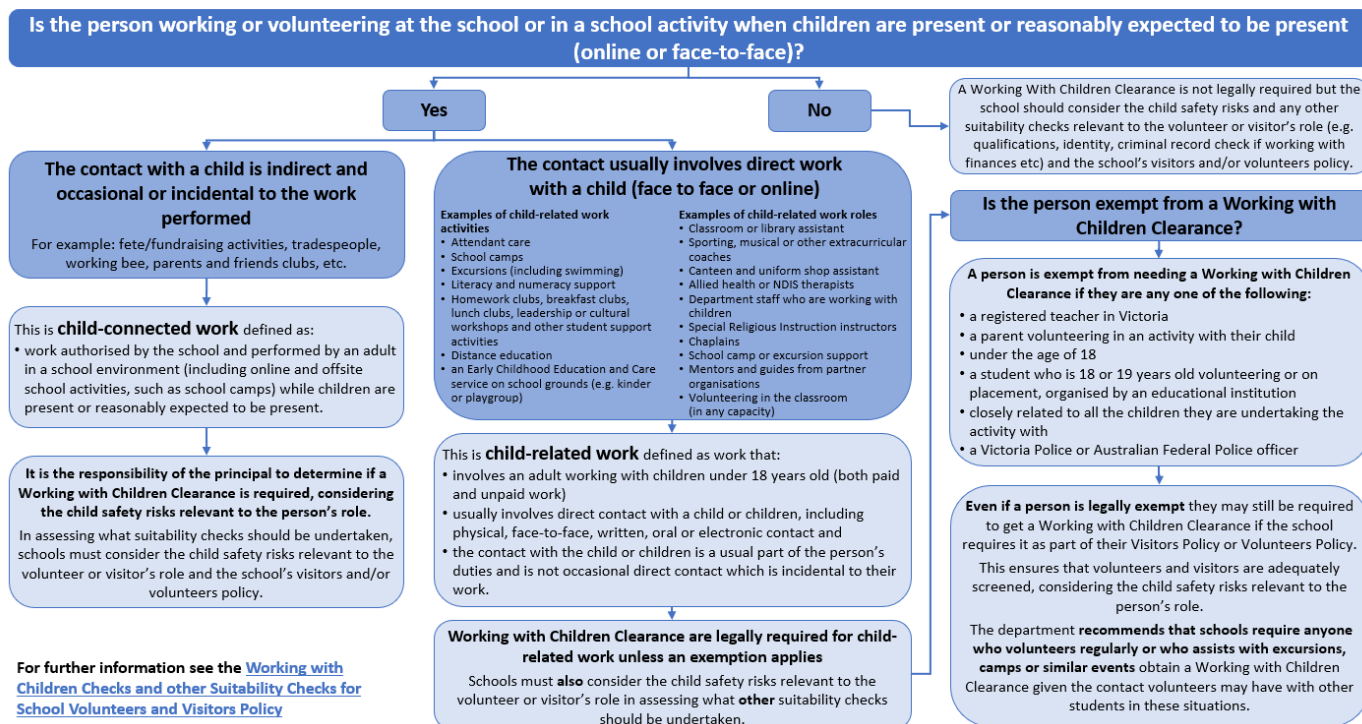 Is the person working or volunteering at the school or in a school activity when children are present or reasonably expected to be present
(online or face-to-face)?
Yes
No
A Working With Children Clearance is not legally required but the
school should consider the child safety risks and any other
suitability checks relevant to the volunteer or visitor's role (e.g.
qualifications, identity, criminal record check if working with
finances etc) and the school's visitors and/or volunteers policy.
The contact with a child is indirect and
occasional or incidental to the work
performed
For example: fete/fundraising activities, tradespeople,
working bee, parents and friends clubs, etc.
This is child-connected work defined as:
• work authorised by the school and performed by an adult
in a school environment (including online and offsite
school activities, such as school camps) while children are
present or reasonably expected to be present.
It is the responsibility of the principal to determine if a
Working with Children Clearance is required, considering
the child safety risks relevant to the person's role.
In assessing what suitability checks should be undertaken,
schools must consider the child safety risks relevant to the
volunteer or visitor's role and the school's visitors and/or
volunteers policy.
For further information see the Working with
Children Checks and other Suitability Checks for
School Volunteers and Visitors Policy
The contact usually involves direct work
with a child (face to face or online)
Examples of child-related work
activities
• Attendant care
• School camps
• Excursions (including swimming)
• Literacy and numeracy support
• Homework clubs, breakfast clubs,
lunch clubs, leadership or cultural
workshops and other student support
activities
• Distance education
• an Early Childhood Education and Care
service on school grounds (e.g. kinder
or playgroup)
Examples of child-related work roles
• Classroom or library assistant
• Sporting, musical or other extracurricular
coaches
• Canteen and uniform shop assistant
• Allied health or NDIS therapists
• Department staff who are working with
children
• Special Religious Instruction instructors
• Chaplains
• School camp or excursion support
• Mentors and guides from partner
organisations
• Volunteering in the classroom
(in any capacity)
This is child-related work defined as work that:
• involves an adult working with children under 18 years old (both paid
and unpaid work)
• usually involves direct contact with a child or children, including
physical, face-to-face, written, oral or electronic contact and
• the contact with the child or children is a usual part of the person's
duties and is not occasional direct contact which is incidental to their
work.
Working with Children Clearance are legally required for child-
related work unless an exemption applies
Schools must also consider the child safety risks relevant to the
volunteer or visitor's role in assessing what other suitability checks
should be undertaken.
Is the person exempt from a Working with
Children Clearance?
A person is exempt from needing a Working with Children
Clearance if they are any one of the following:
• a registered teacher in Victoria
• a parent volunteering in an activity with their child
• under the age of 18
• a student who is 18 or 19 years old volunteering or on
placement, organised by an educational institution
• closely related to all the children they are undertaking the
activity with
• a Victoria Police or Australian Federal Police officer
Even if a person is legally exempt they may still be required
to get a Working with Children Clearance if the school
requires it as part of their Visitors Policy or Volunteers Policy.
This ensures that volunteers and visitors are adequately
screened, considering the child safety risks relevant to the
person's role.
The department recommends that schools require anyone
who volunteers regularly or who assists with excursions,
camps or similar events obtain a Working with Children
Clearance given the contact volunteers may have with other
students in these situations.